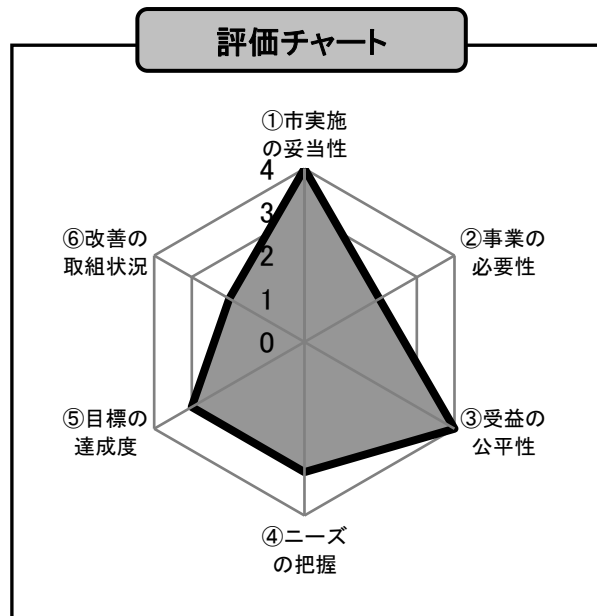 評価チャート
①市実施
の妥当性
4
3
2
1
0
②事業の
必要性
③受益の
公平性
④ニーズ
の把握
⑤目標の
達成度
⑥改善の
取組状況